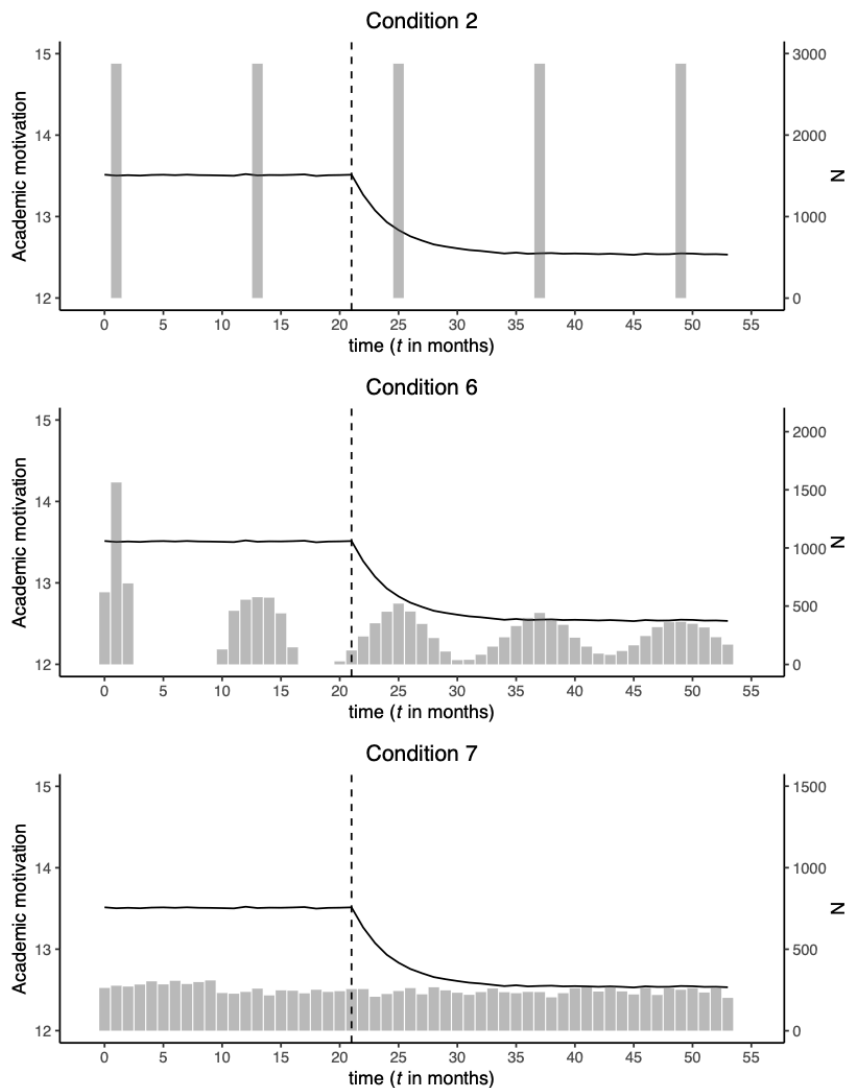 Condition 2
15
14
13
12
Academic motivation
3000
2000
1000
0
N
0 5 10 15 20 25 30 35 40 45 50 55
time (t in months)
Condition 6
15
14
13
12
Academic motivation
2000
1500
1000
500
0
N
0 5 10 15 20 25 30 35 40 45 50 55
time (t in months)
Condition 7
15
14
13
12
Academic motivation
1500
1000
500
0
N
0 5 10 15 20 25 30 35 40 45 50 55
time (t in months)